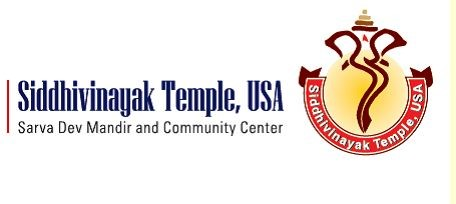 Siddhivinayak Temple, USA
Sarva Dev Mandir and Community Center
Siddhivinayak Temple, USA